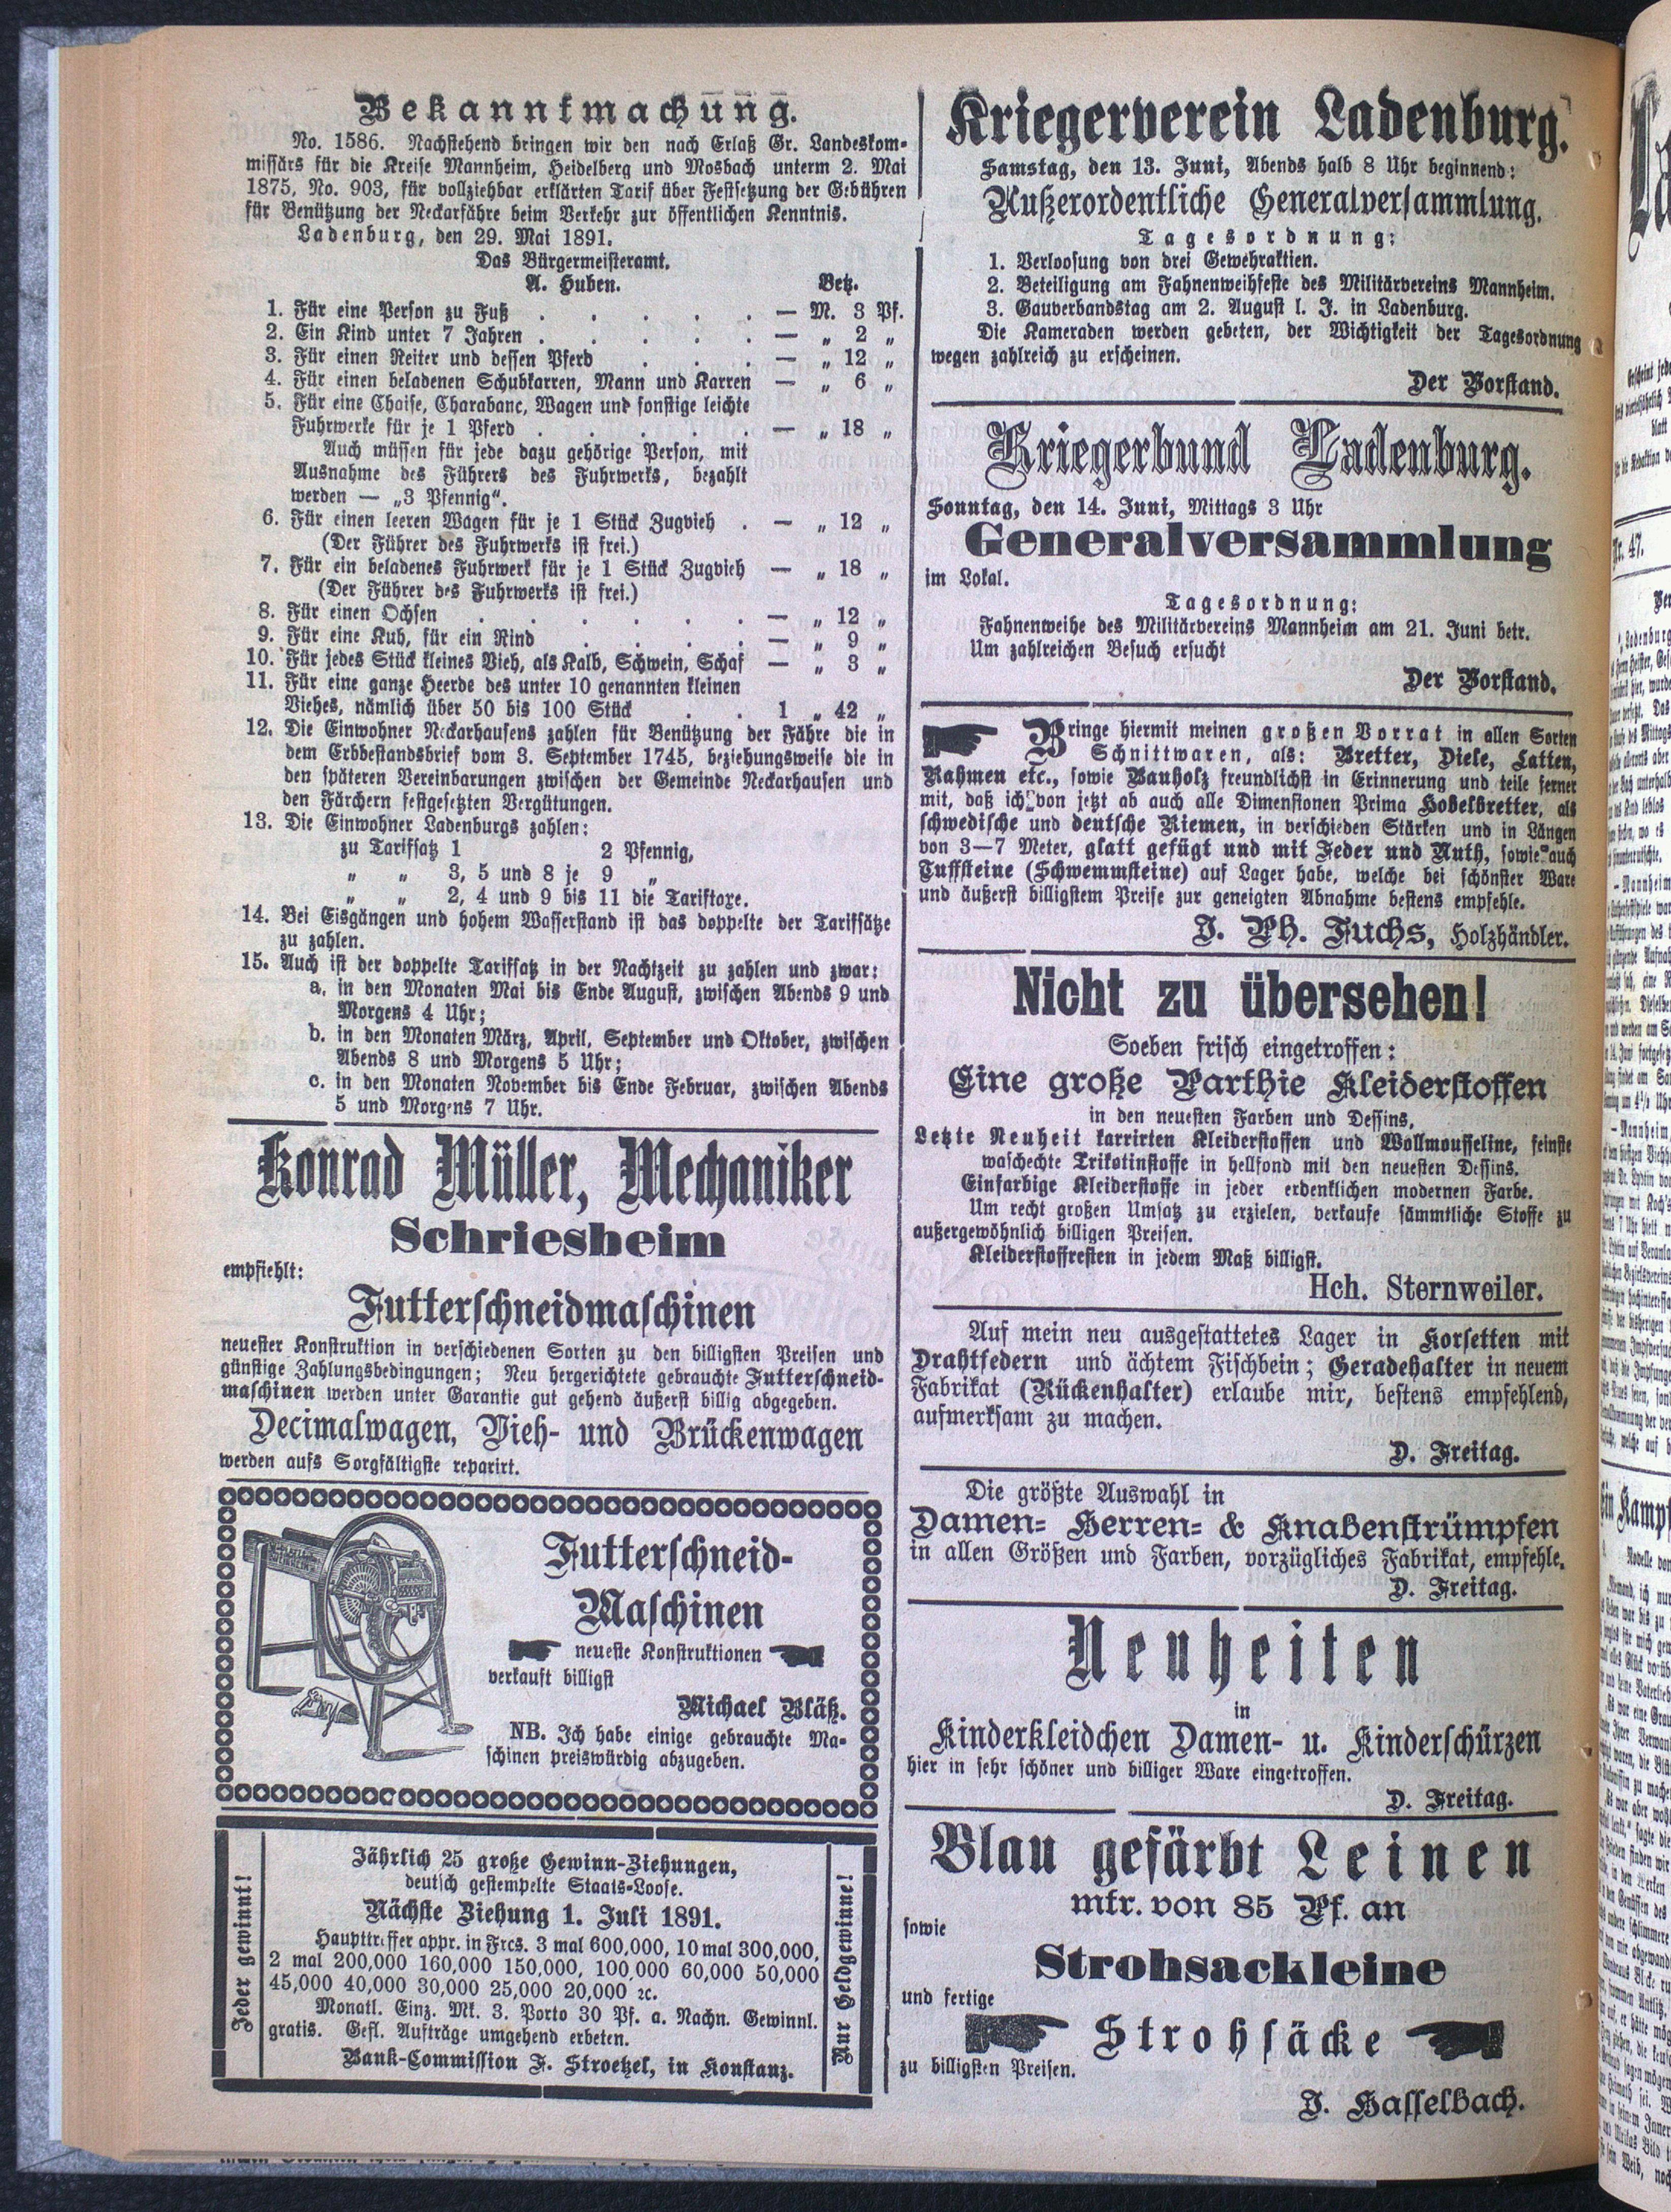 Bekanntmachung.
No. 1586. Nachstehend bringen wir den nach Erlaß Gr. Landeskom-
missärs für die Kreise Mannheim, Heidelberg und Mosbach unterm 2. Mai
1875, No. 903, für vollziehbar erklärten Tarif über Festsetzung der Gebühren
für Benützung der Neckarfähre beim Verkehr zur öffentlichen Kenntnis.
Ladenburg, den 29. Mai 1891.
Das Bürgermeisteramt.
A. Huben.
Betz.
1. Für eine Person zu Fuß . . . . . — M. 3 Pf.
2. Ein Kind unter 7 Jahren . . . . . — „ 2 „
3. Für einen Reiter und dessen Pferd . . . — „ 12 „
4. Für einen beladenen Schubkarren, Mann und Karren — „ 6 „
5. Für eine Chaise, Charabanc, Wagen und sonstige leichte
Fuhrwerke für je 1 Pferd . . . . . — „ 18 „
Auch müssen für jede dazu gehörige Person, mit
Ausnahme des Führers des Fuhrwerks, bezahlt
werden — „3 Pfennig“.
6. Für einen leeren Wagen für je 1 Stück Zugvieh . — „ 12 „
(Der Führer des Fuhrwerks ist frei.)
7. Für ein beladenes Fuhrwerk für je 1 Stück Zugvieh — „ 18 „
(Der Führer des Fuhrwerks ist frei.)
8. Für einen Ochsen . . . . . . — „ 12 „
9. Für eine Kuh, für ein Rind . . . . — „ 9 „
10. Für jedes Stück kleines Vieh, als Kalb, Schwein, Schaf — „ 3 „
11. Für eine ganze Heerde des unter 10 genannten kleinen
Viehes, nämlich über 50 bis 100 Stück . . 1 „ 42 „
12. Die Einwohner Neckarhausens zahlen für Benützung der Fähre die in
dem Erbbestandsbrief vom 3. September 1745, beziehungsweise die in
den späteren Vereinbarungen zwischen der Gemeinde Neckarhausen und
den Färchern festgesetzten Vergütungen.
13. Die Einwohner Ladenburgs zahlen:
zu Tarifsatz 1 2 Pfennig,
„ „ 3, 5 und 8 je 9 „
„ „ 2, 4 und 9 bis 11 die Tariftaxe.
14. Bei Eisgängen und hohem Wasserstand ist das doppelte der Tarifsätze
zu zahlen.
15. Auch ist der doppelte Tarifsatz in der Nachtzeit zu zahlen und zwar:
a. in den Monaten Mai bis Ende August, zwischen Abends 9 und
Morgens 4 Uhr;
b. in den Monaten März, April, September und Oktober, zwischen
Abends 8 und Morgens 5 Uhr;
c. in den Monaten November bis Ende Februar, zwischen Abends
5 und Morgens 7 Uhr.
Konrad Müller, Mechaniker
Schriesheim
empfiehlt:
Futterschneidmaschinen
neuester Konstruktion in verschiedenen Sorten zu den billigsten Preisen und
günstige Zahlungsbedingungen; Neu hergerichtete gebrauchte Futterschneid-
maschinen werden unter Garantie gut gehend äußerst billig abgegeben.
Decimalwagen, Vieh- und Brückenwagen
werden aufs Sorgfältigste reparirt.
Futterschneid-
Maschinen
neueste Konstruktionen
verkauft billigst
Michael Bläß.
NB. Ich habe einige gebrauchte Ma-
schinen preiswürdig abzugeben.
Jeder gewinnt!
Jährlich 25 große Gewinn-Ziehungen,
deutsch gestempelte Staats-Loose.
Nächste Ziehung 1. Juli 1891.
Haupttreffer appr. in Frcs. 3 mal 600,000, 10 mal 300,000,
2 mal 200,000 160,000 150,000, 100,000 60,000 50,000
45,000 40,000 30,000 25,000 20,000 ꝛc.
Monatl. Einz. Mk. 3. Porto 30 Pf. a. Nachn. Gewinnl.
gratis. Gefl. Aufträge umgehend erbeten.
Bank-Commission F. Stroetzel, in Konstanz.
Nur Geldgewinne!
Kriegerverein Ladenburg.
Samstag, den 13. Juni, Abends halb 8 Uhr beginnend:
Außerordentliche Generalversammlung.
Tagesordnung:
1. Verloosung von drei Gewehraktien.
2. Beteiligung am Fahnenweihfeste des Militärvereins Mannheim.
3. Gauverbandstag am 2. August l. J. in Ladenburg.
Die Kameraden werden gebeten, der Wichtigkeit der Tagesordnung
wegen zahlreich zu erscheinen.
Der Vorstand.
Kriegerbund Ladenburg.
Sonntag, den 14. Juni, Mittags 3 Uhr
Generalversammlung
im Lokal.
Tagesordnung:
Fahnenweihe des Militärvereins Mannheim am 21. Juni betr.
Um zahlreichen Besuch ersucht
Der Vorstand.
Bringe hiermit meinen großen Vorrat in allen Sorten
Schnittwaren, als: Bretter, Diele, Latten,
Rahmen etc., sowie Bauholz freundlichst in Erinnerung und teile ferner
mit, daß ich von jetzt ab auch alle Dimensionen Prima Hobelbretter, als
schwedische und deutsche Riemen, in verschieden Stärken und in Längen
von 3—7 Meter, glatt gefügt und mit Feder und Nuth, sowie auch
Tuffsteine (Schwemmsteine) auf Lager habe, welche bei schönster Ware
und äußerst billigstem Preise zur geneigten Abnahme bestens empfehle.
J. Ph. Fuchs, Holzhändler.
Nicht zu übersehen!
Soeben frisch eingetroffen:
Eine große Parthie Kleiderstoffen
in den neuesten Farben und Dessins,
Letzte Neuheit karrirten Kleiderstoffen und Wollmousseline, feinste
waschechte Trikotinstoffe in hellfond mit den neuesten Dessins.
Einfarbige Kleiderstoffe in jeder erdenklichen modernen Farbe.
Um recht großen Umsatz zu erzielen, verkaufe sämmtliche Stoffe zu
außergewöhnlich billigen Preisen.
Kleiderstoffresten in jedem Maß billigst.
Hch. Sternweiler.
Auf mein neu ausgestattetes Lager in Korsetten mit
Drahtfedern und ächtem Fischbein; Geradehalter in neuem
Fabrikat (Rückenhalter) erlaube mir, bestens empfehlend,
aufmerksam zu machen.
D. Freitag.
Die größte Auswahl in
Damen- Herren- & Knabenstrümpfen
in allen Größen und Farben, vorzügliches Fabrikat, empfehle.
D. Freitag.
Neuheiten
in
Kinderkleidchen Damen- u. Kinderschürzen
hier in sehr schöner und billiger Ware eingetroffen.
D. Freitag.
Blau gefärbt Leinen
mtr. von 85 Pf. an
sowie
Strohsackleine
und fertige
Strohsäcke
zu billigsten Preisen.
J. Hasselbach.